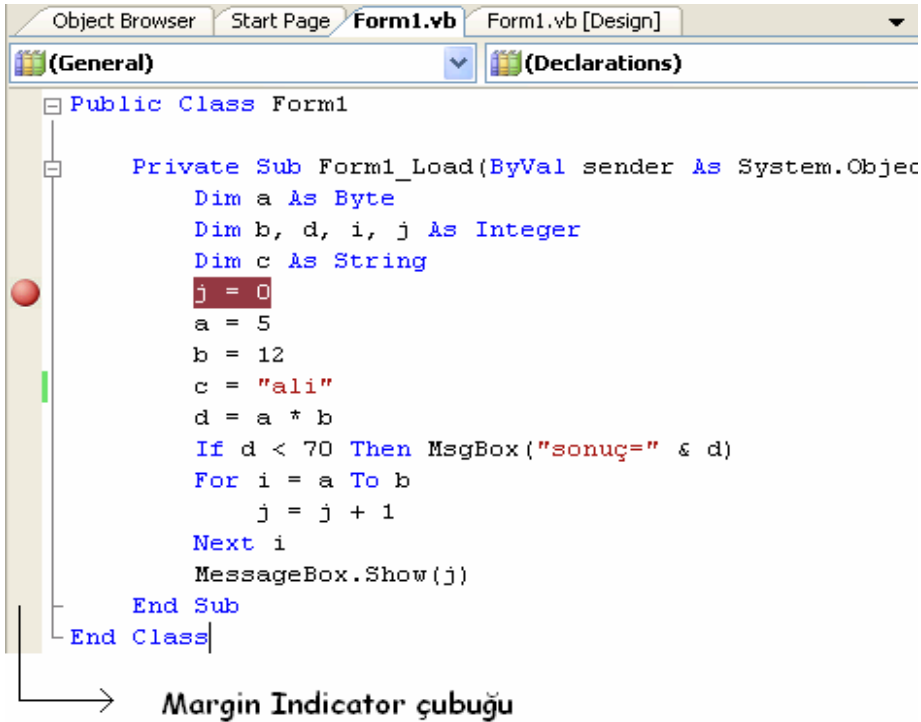 Object Browser Start Page Form1.vb Form1.vb [Design]
(General) (Declarations)
Public Class Form1
Private Sub Form1_Load(ByVal sender As System.Objec
Dim a As Byte
Dim b, d, i, j As Integer
Dim c As String
j = 0
a = 5
b = 12
c = "ali"
d = a * b
If d < 70 Then MsgBox("sonuç=" & d)
For i = a To b
j = j + 1
Next i
MessageBox.Show(j)
End Sub
End Class
Margin Indicator çubuğu